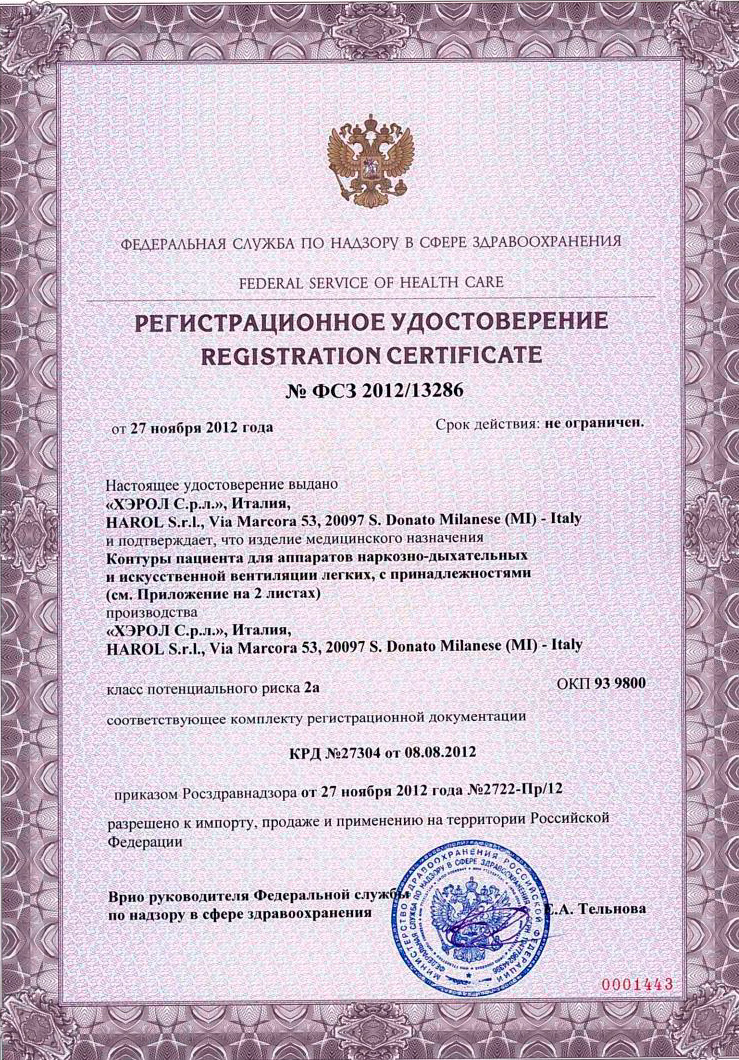 ФЕДЕРАЛЬНАЯ СЛУЖБА ПО НАДЗОРУ В СФЕРЕ ЗДРАВООХРАНЕНИЯ
FEDERAL SERVICE OF HEALTH CARE
РЕГИСТРАЦИОННОЕ УДОСТОВЕРЕНИЕ
REGISTRATION CERTIFICATE
№ ФСЗ 2012/13286
от 27 ноября 2012 года Срок действия: не ограничен.
Настоящее удостоверение выдано
«ХЭРОЛ С.р.л.», Италия,
HAROL S.r.l., Via Marcora 53, 20097 S. Donato Milanese (MI) - Italy
и подтверждает, что изделие медицинского назначения
Контуры пациента для аппаратов наркозно-дыхательных
и искусственной вентиляции легких, с принадлежностями
(см. Приложение на 2 листах)
производства
«ХЭРОЛ С.р.л.», Италия,
HAROL S.r.l., Via Marcora 53, 20097 S. Donato Milanese (MI) - Italy
класс потенциального риска 2а ОКП 93 9800
соответствующее комплекту регистрационной документации
КРД №27304 от 08.08.2012
приказом Росздравнадзора от 27 ноября 2012 года №2722-Пр/12
разрешено к импорту, продаже и применению на территории Российской
Федерации
Врио руководителя Федеральной службы
по надзору в сфере здравоохранения Е.А. Тельнова
МИНИСТЕРСТВО ЗДРАВООХРАНЕНИЯ РОССИЙСКОЙ ФЕДЕРАЦИИ
ФЕДЕРАЛЬНАЯ СЛУЖБА ПО НАДЗОРУ В СФЕРЕ ЗДРАВООХРАНЕНИЯ
0001443